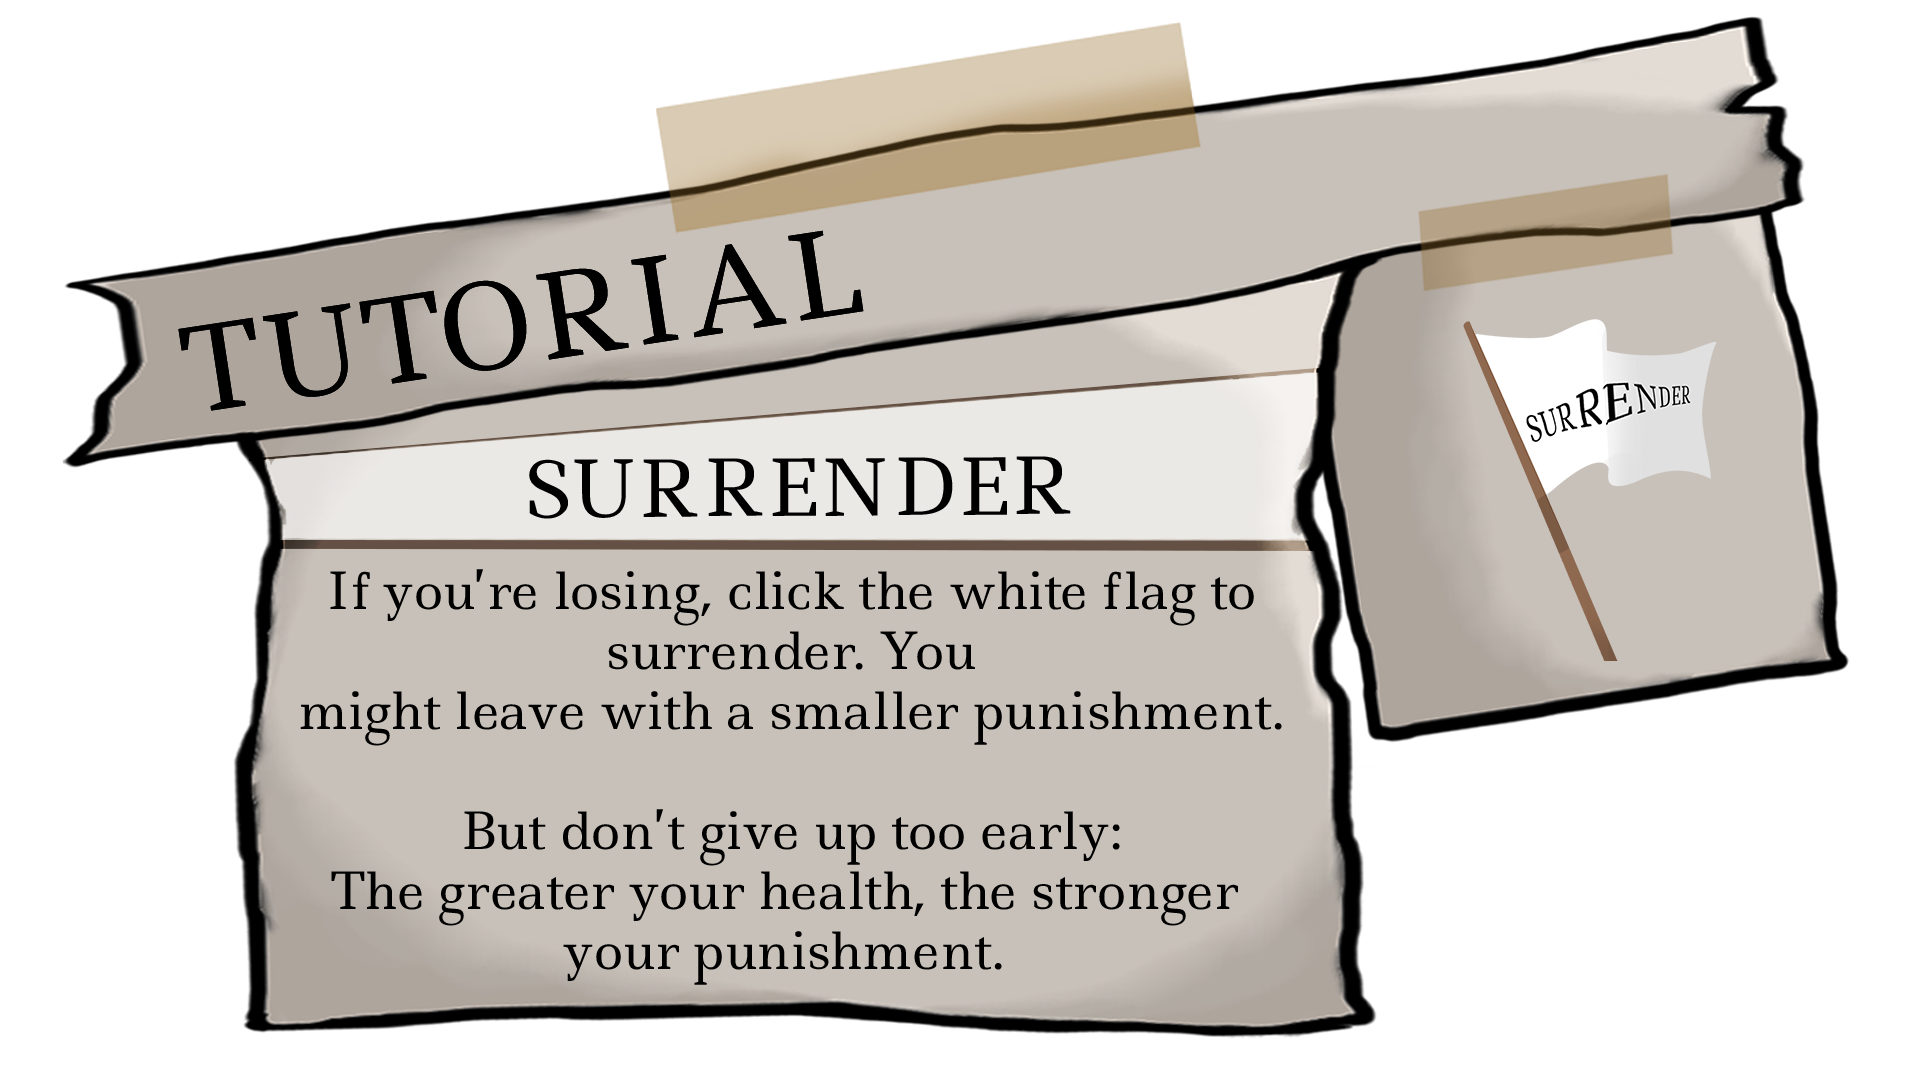 TUTORIAL
SURRENDER
SURRENDER
If you're losing, click the white flag to
surrender. You
might leave with a smaller punishment.
But don't give up too early:
The greater your health, the stronger
your punishment.